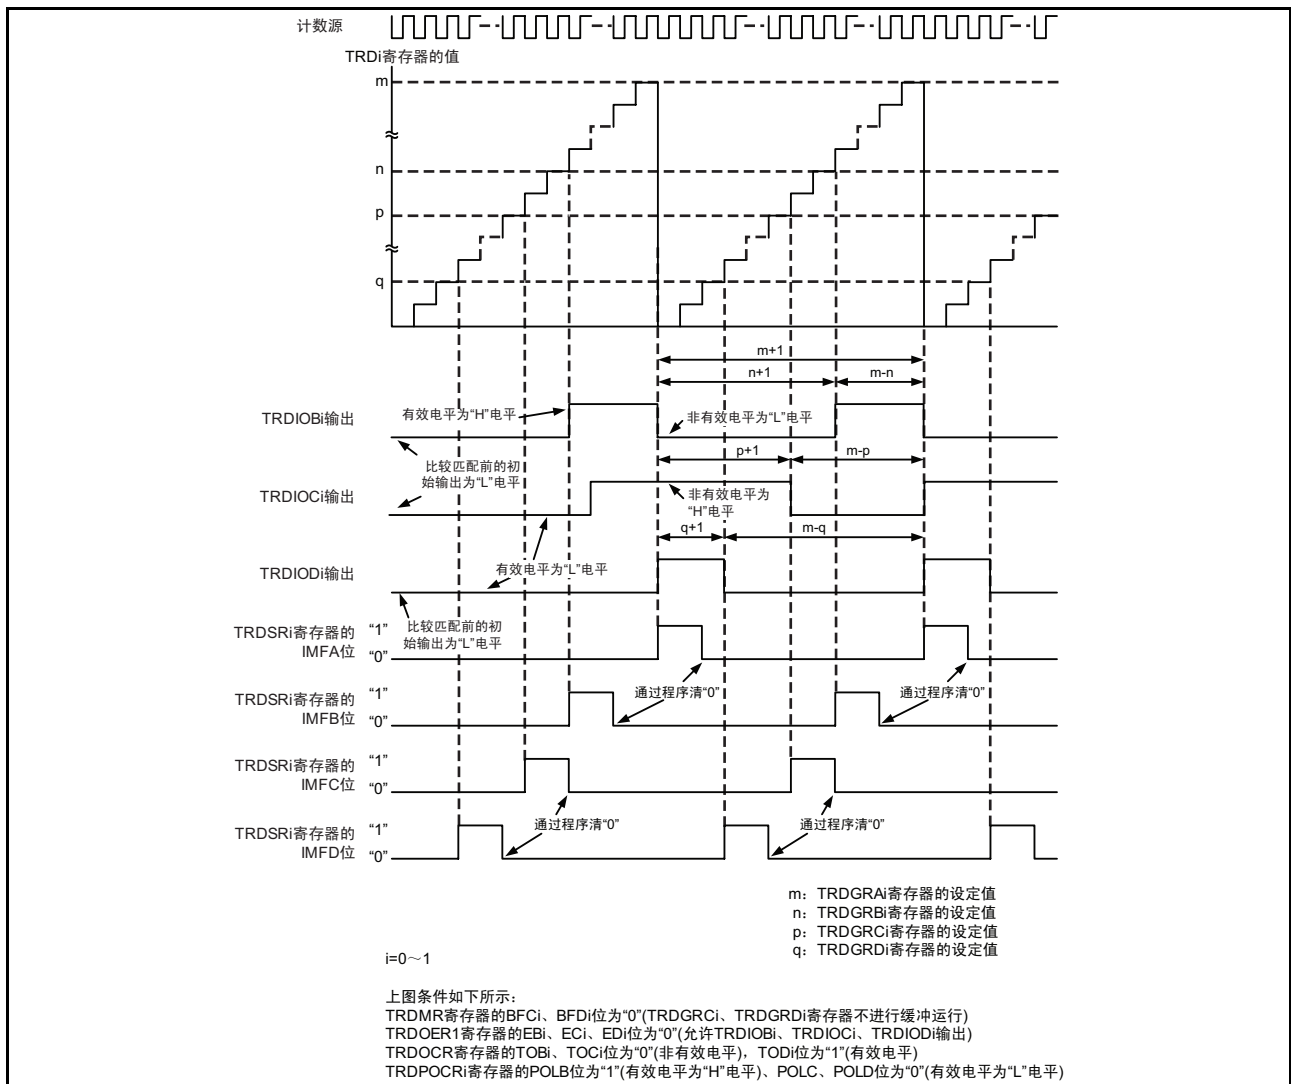 计数源
TRDi寄存器的值
m
n
p
q
m+1
n+1
m-n
TRDIOBi输出
有效电平为“H”电平
非有效电平为“L”电平
p+1
m-p
比较匹配前的初
始输出为“L”电平
TRDIOCi输出
非有效电平为
“H”电平
q+1
m-q
有效电平为“L”电平
TRDIODi输出
比较匹配前的初
始输出为“L”电平
TRDSRi寄存器的
IMFA位
“1”
“0”
通过程序清“0”
通过程序清“0”
TRDSRi寄存器的
IMFB位
“1”
“0”
TRDSRi寄存器的
IMFC位
“1”
“0”
通过程序清“0”
通过程序清“0”
TRDSRi寄存器的
IMFD位
“1”
“0”
m：TRDGRAi寄存器的设定值
n：TRDGRBi寄存器的设定值
p：TRDGRCi寄存器的设定值
q：TRDGRDi寄存器的设定值
i=0～1
上图条件如下所示：
TRDMR寄存器的BFCi、BFDi位为“0”(TRDGRCi、TRDGRDi寄存器不进行缓冲运行)
TRDOER1寄存器的EBi、ECi、EDi位为“0”(允许TRDIOBi、TRDIOCi、TRDIODi输出)
TRDOCR寄存器的TOBi、TOCi位为“0”(非有效电平)，TODi位为“1”(有效电平)
TRDPOCRi寄存器的POLB位为“1”(有效电平为“H”电平)、POLC、POLD位为“0”(有效电平为“L”电平)